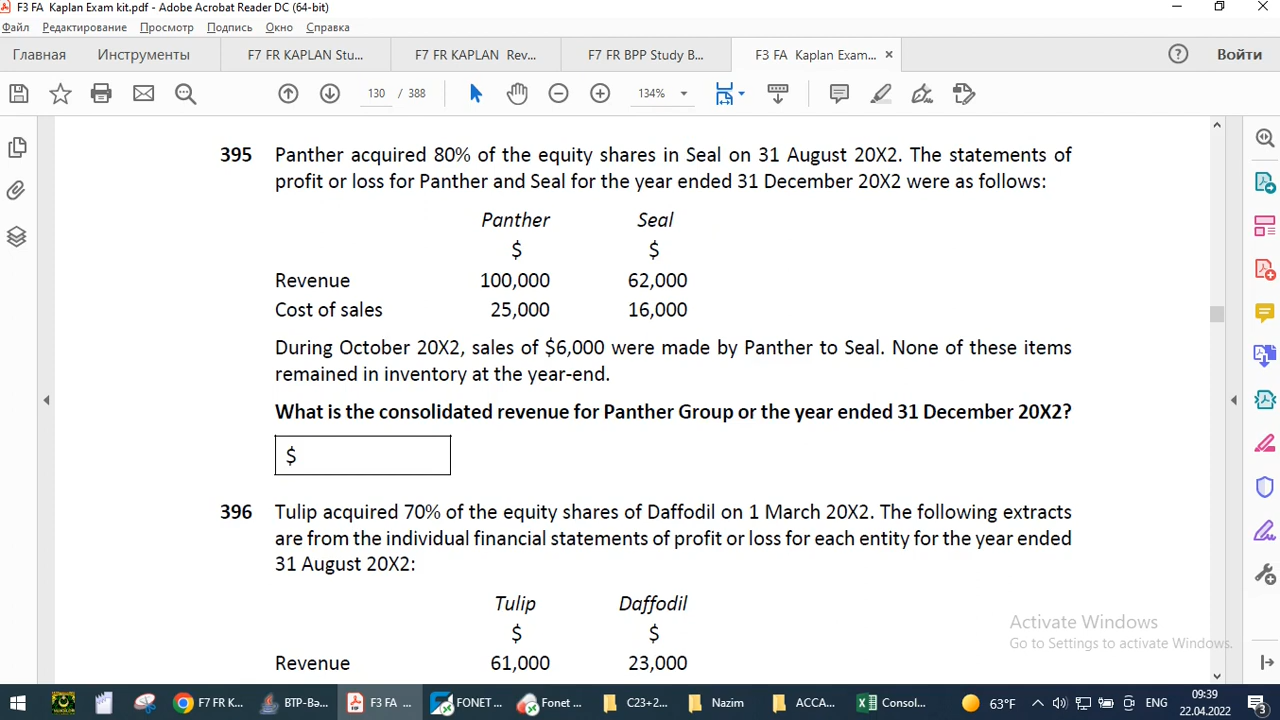 F3 FA Kaplan Exam kit.pdf - Adobe Acrobat Reader DC (64-bit)
Файл Редактирование Просмотр Подпись Окно Справка
Главная Инструменты F7 FR KAPLAN Stu... F7 FR KAPLAN Rev... F7 FR BPP Study B... F3 FA Kaplan Exam... × Войти
130 / 388 134%
395 Panther acquired 80% of the equity shares in Seal on 31 August 20X2. The statements of
profit or loss for Panther and Seal for the year ended 31 December 20X2 were as follows:
Panther Seal
$ $
Revenue 100,000 62,000
Cost of sales 25,000 16,000
During October 20X2, sales of $6,000 were made by Panther to Seal. None of these items
remained in inventory at the year-end.
What is the consolidated revenue for Panther Group or the year ended 31 December 20X2?
$
396 Tulip acquired 70% of the equity shares of Daffodil on 1 March 20X2. The following extracts
are from the individual financial statements of profit or loss for each entity for the year ended
31 August 20X2:
Tulip Daffodil
$ $
Revenue 61,000 23,000
Activate Windows
Go to Settings to activate Windows.
F7 FR K... BTP-Bə... F3 FA ... FONET ... Fonet ... C23+2... Nazim ACCA... Consol... 63°F ENG 09:39
22.04.2022 3